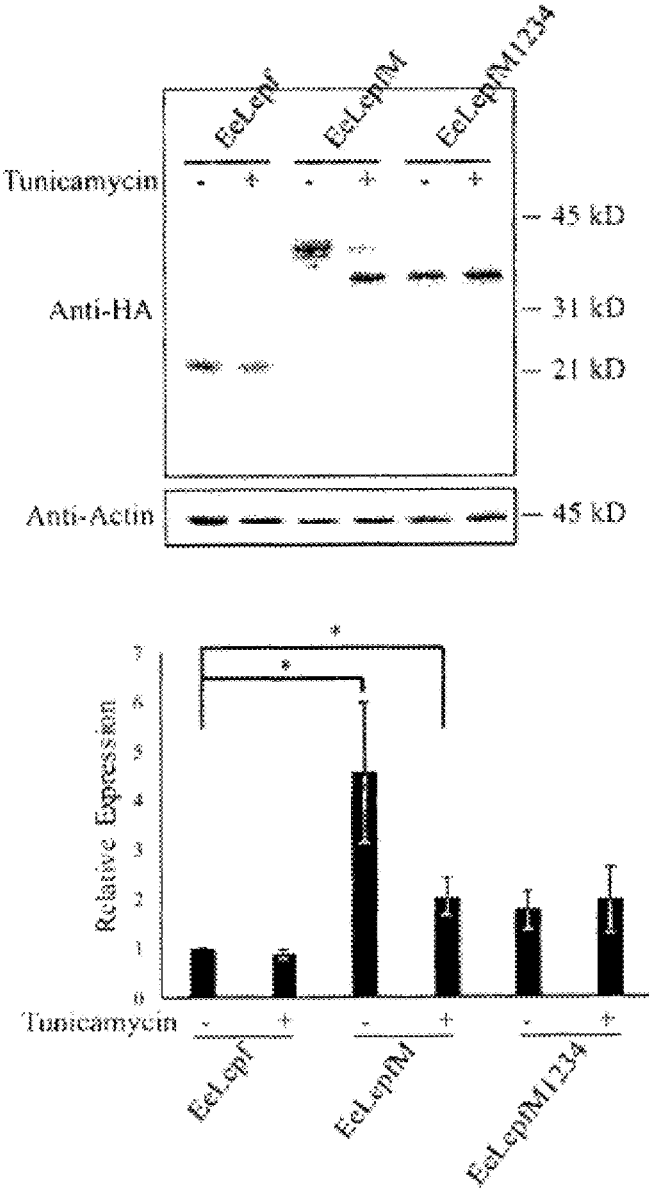 EeLepf EeLepfM EeLepfM1234
Tunicamycin - + - + - +
45 kD
Anti-HA
31 kD
21 kD
Anti-Actin
45 kD
* 
*
7
6
5
4
3
2
1
0
Relative Expression
Tunicamycin - + - + - +
EeLepf EeLepfM EeLepfM1234